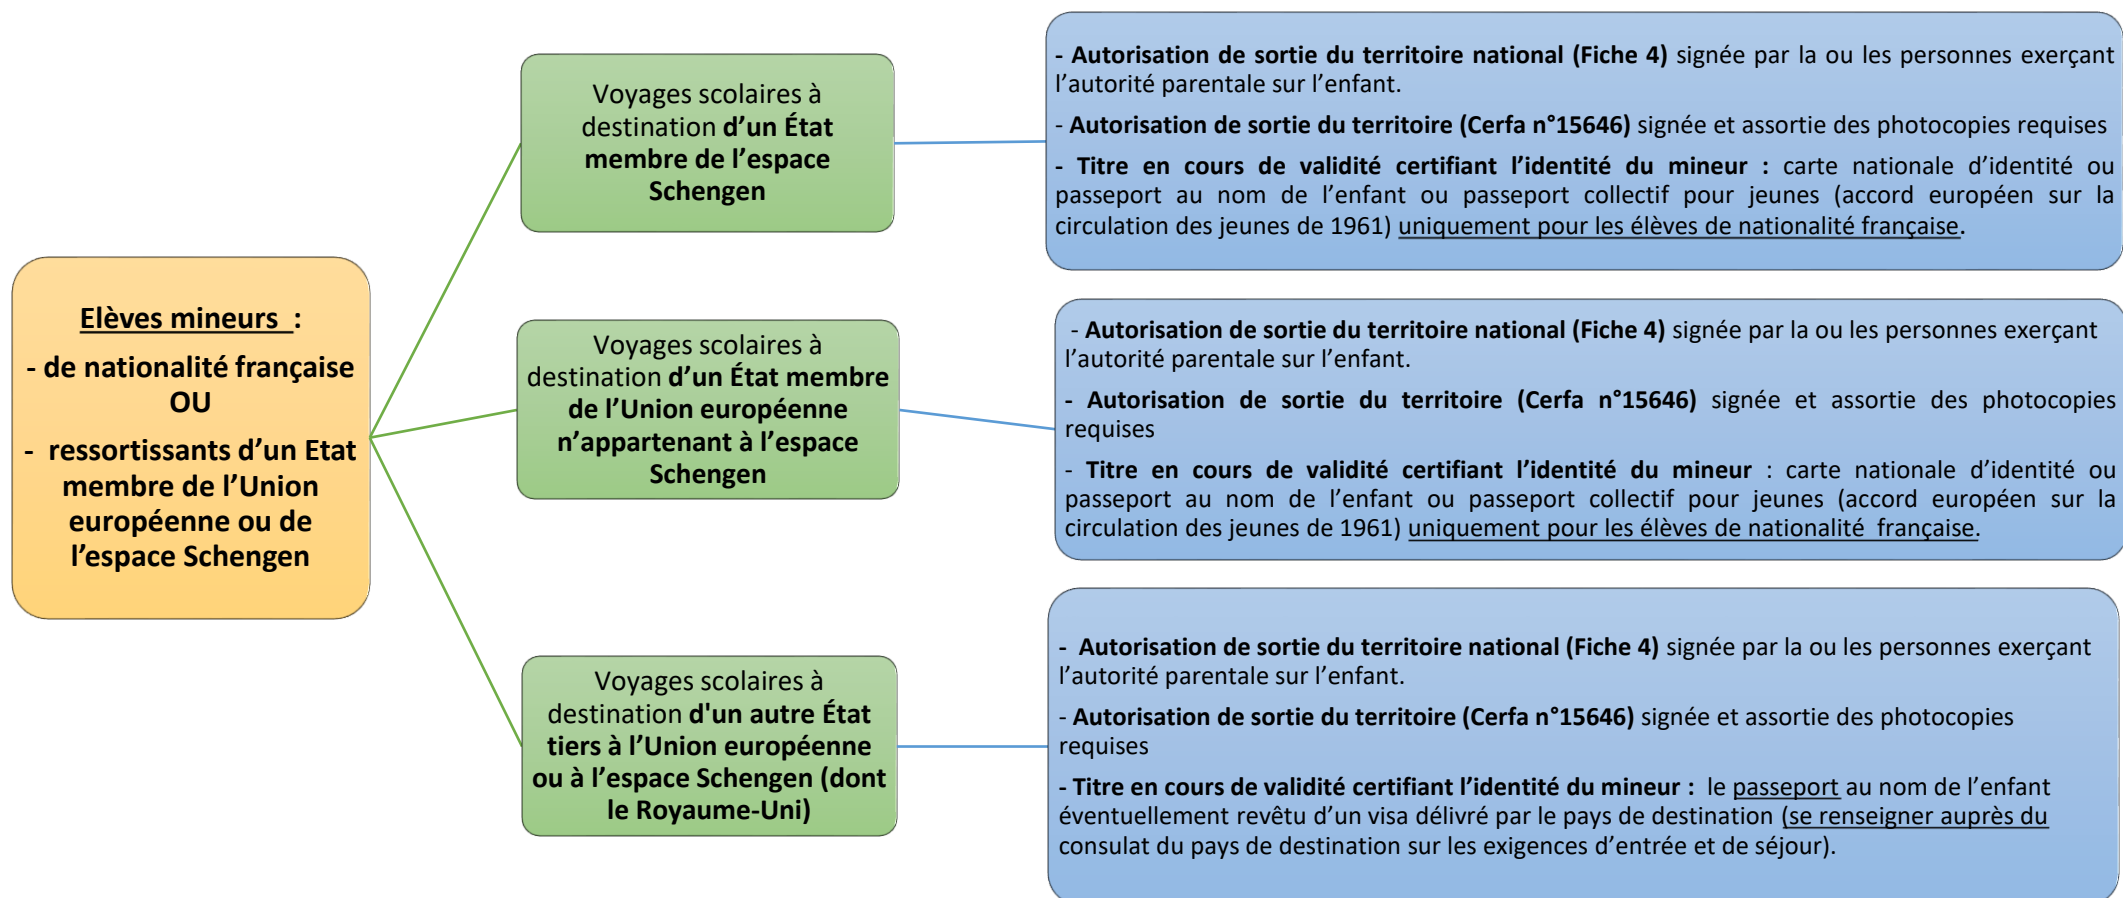 Elèves mineurs :
- de nationalité française
OU
- ressortissants d’un Etat
membre de l’Union
européenne ou de
l’espace Schengen
Voyages scolaires à
destination d’un État
membre de l’espace
Schengen
- Autorisation de sortie du territoire national (Fiche 4) signée par la ou les personnes exerçant
l’autorité parentale sur l’enfant.
- Autorisation de sortie du territoire (Cerfa n°15646) signée et assortie des photocopies requises
- Titre en cours de validité certifiant l’identité du mineur : carte nationale d’identité ou
passeport au nom de l’enfant ou passeport collectif pour jeunes (accord européen sur la
circulation des jeunes de 1961) uniquement pour les élèves de nationalité française.
Voyages scolaires à
destination d’un État membre
de l’Union européenne
n’appartenant à l’espace
Schengen
- Autorisation de sortie du territoire national (Fiche 4) signée par la ou les personnes exerçant
l’autorité parentale sur l’enfant.
- Autorisation de sortie du territoire (Cerfa n°15646) signée et assortie des photocopies
requises
- Titre en cours de validité certifiant l’identité du mineur : carte nationale d’identité ou
passeport au nom de l’enfant ou passeport collectif pour jeunes (accord européen sur la
circulation des jeunes de 1961) uniquement pour les élèves de nationalité française.
Voyages scolaires à
destination d'un autre État
tiers à l’Union européenne
ou à l’espace Schengen (dont
le Royaume-Uni)
- Autorisation de sortie du territoire national (Fiche 4) signée par la ou les personnes exerçant
l’autorité parentale sur l’enfant.
- Autorisation de sortie du territoire (Cerfa n°15646) signée et assortie des photocopies
requises
- Titre en cours de validité certifiant l’identité du mineur : le passeport au nom de l’enfant
éventuellement revêtu d’un visa délivré par le pays de destination (se renseigner auprès du
consulat du pays de destination sur les exigences d’entrée et de séjour).